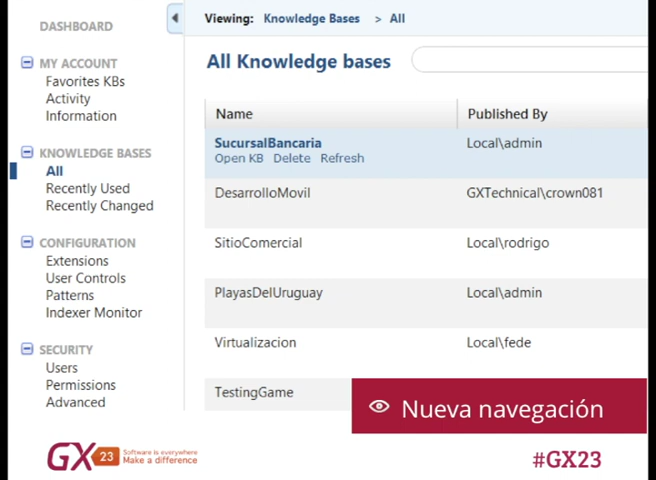 DASHBOARD
MY ACCOUNT
Favorites KBs
Activity
Information
KNOWLEDGE BASES
All
Recently Used
Recently Changed
CONFIGURATION
Extensions
User Controls
Patterns
Indexer Monitor
SECURITY
Users
Permissions
Advanced
Viewing: Knowledge Bases > All
All Knowledge bases
Name Published By
SucursalBancaria Local\admin
Open KB Delete Refresh
DesarrolloMovil GXTechnical\crown081
SitioComercial Local\rodrigo
PlayasDelUruguay Local\admin
Virtualizacion Local\fede
TestingGame
Nueva navegación
GX 23 Software is everywhere
Make a difference
#GX23